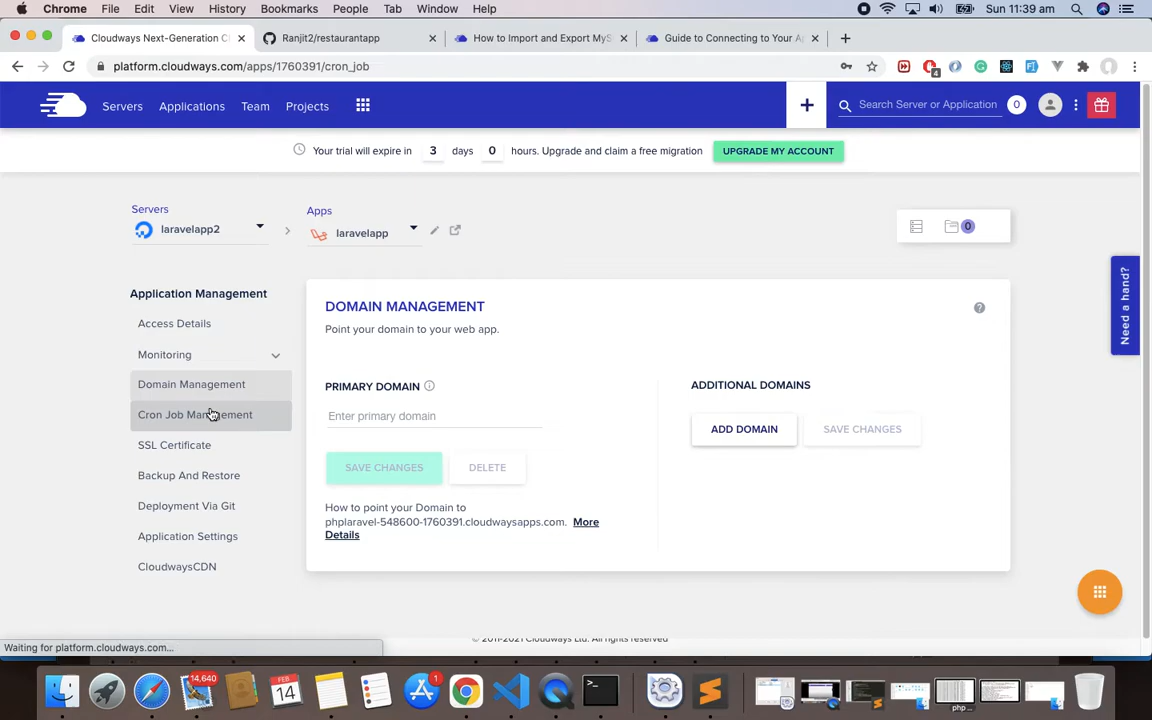 Chrome File Edit View History Bookmarks People Tab Window Help Sun 11:39 am
Cloudways Next-Generation C
Ranjit2/restaurantapp
How to Import and Export MyS
Guide to Connecting to Your A
platform.cloudways.com/apps/1760391/cron_job
4
Servers Applications Team Projects
+
Search Server or Application
0
Your trial will expire in 3 days 0 hours. Upgrade and claim a free migration
UPGRADE MY ACCOUNT
Servers
laravelapp2
Apps
laravelapp
0
Application Management
Access Details
Monitoring
Domain Management
Cron Job Management
SSL Certificate
Backup And Restore
Deployment Via Git
Application Settings
CloudwaysCDN
DOMAIN MANAGEMENT
Point your domain to your web app.
?
PRIMARY DOMAIN
Enter primary domain
SAVE CHANGES
DELETE
How to point your Domain to
phplaravel-548600-1760391.cloudwaysapps.com. More
Details
ADDITIONAL DOMAINS
ADD DOMAIN
SAVE CHANGES
Need a hand?
Waiting for platform.cloudways.com...
© 2011-2021 Cloudways Ltd. All rights reserved
14,640
FEB
14
1
php